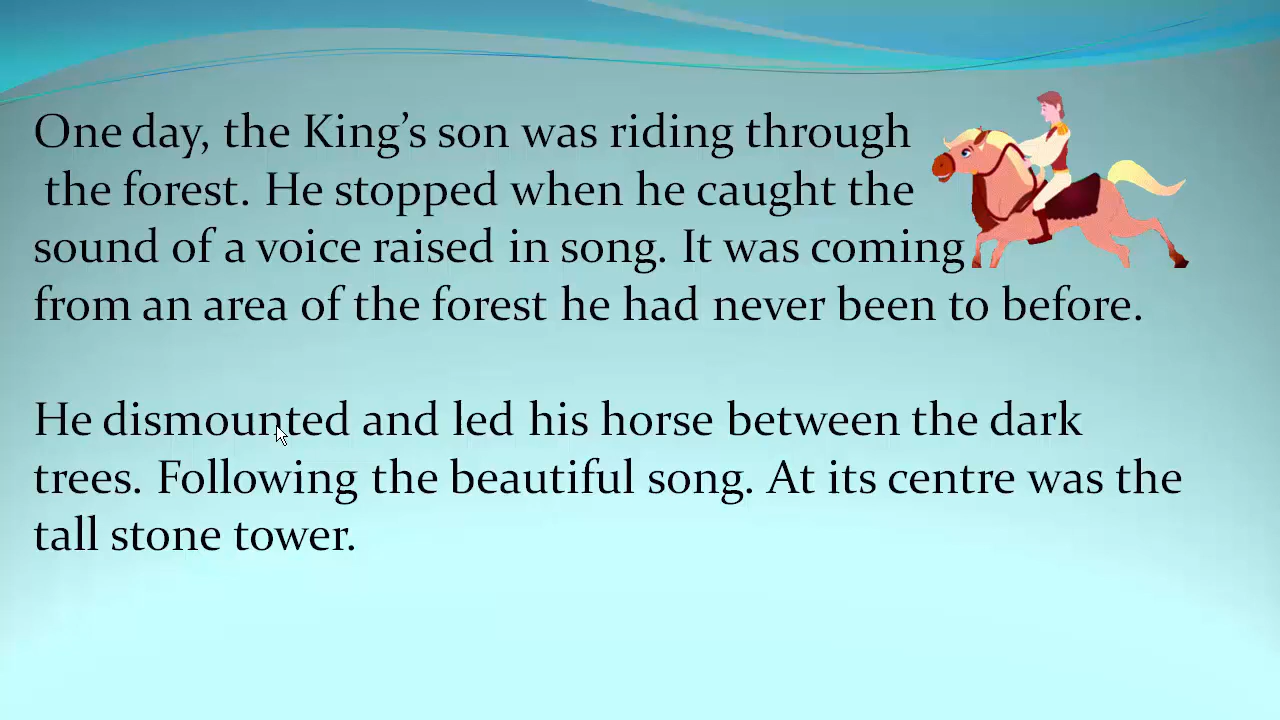 One day, the King’s son was riding through
the forest. He stopped when he caught the
sound of a voice raised in song. It was coming
from an area of the forest he had never been to before.
He dismounted and led his horse between the dark
trees. Following the beautiful song. At its centre was the
tall stone tower.